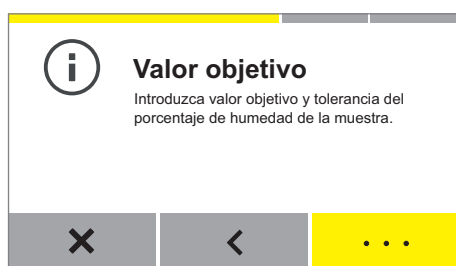 Valor objetivo
Introduzca valor objetivo y tolerancia del
porcentaje de humedad de la muestra.